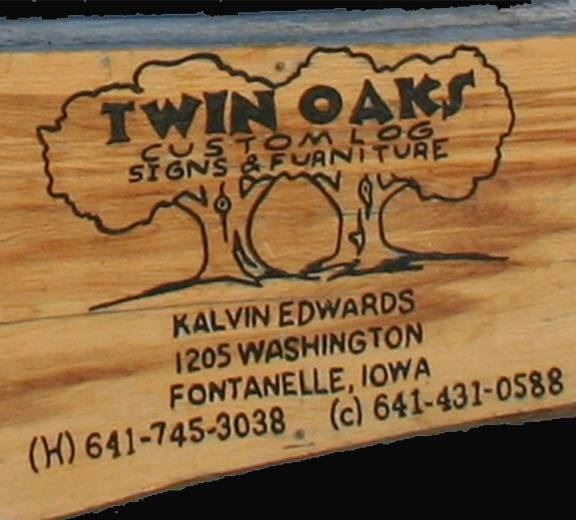 TWIN OAKS
CUSTOM LOG
SIGNS & FURNITURE
KALVIN EDWARDS
1205 WASHINGTON
FONTANELLE, IOWA
(H) 641-745-3038 (c) 641-431-0588